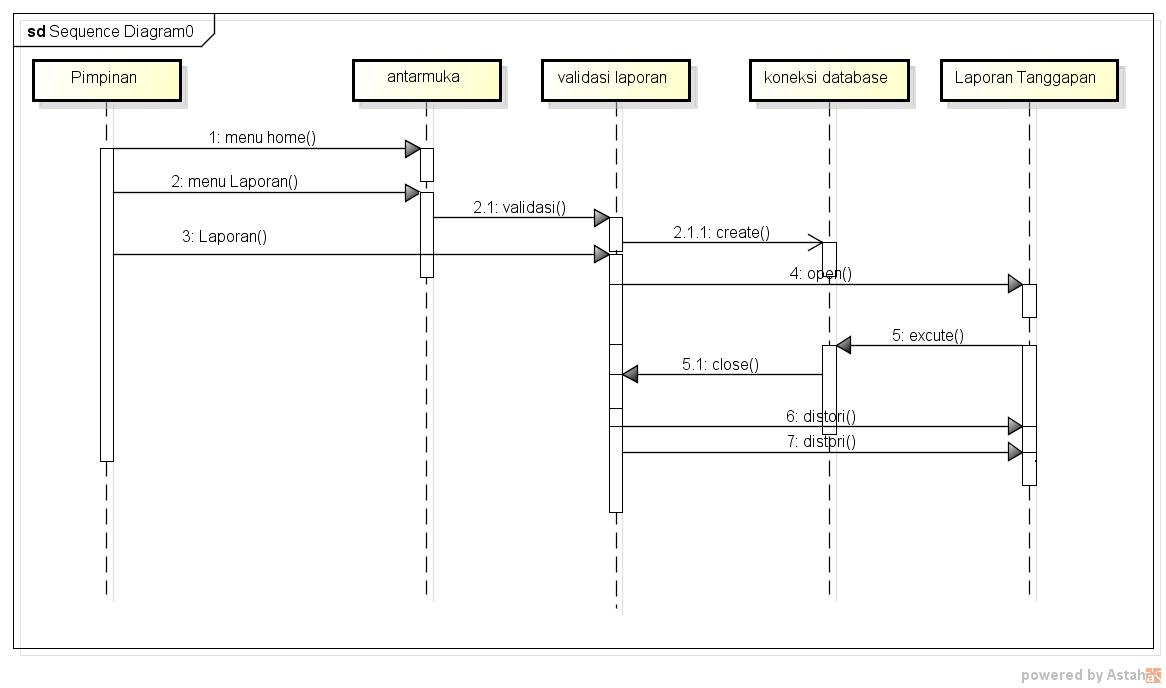 sd Sequence Diagram0
Pimpinan
antarmuka
validasi laporan
koneksi database
Laporan Tanggapan
1: menu home()
2: menu Laporan()
2.1: validasi()
2.1.1: create()
3: Laporan()
4: open()
5: excute()
5.1: close()
6: distori()
7: distori()
powered by Astah